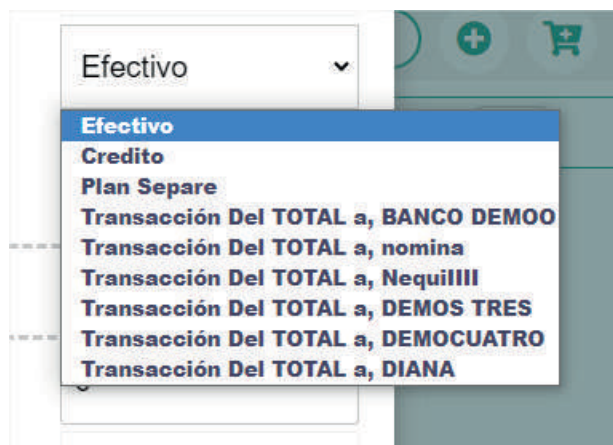 Efectivo
Efectivo
Credito
Plan Separe
Transacción Del TOTAL a, BANCO DEMOO
Transacción Del TOTAL a, nomina
Transacción Del TOTAL a, NequiIIII
Transacción Del TOTAL a, DEMOS TRES
Transacción Del TOTAL a, DEMOCUATRO
Transacción Del TOTAL a, DIANA